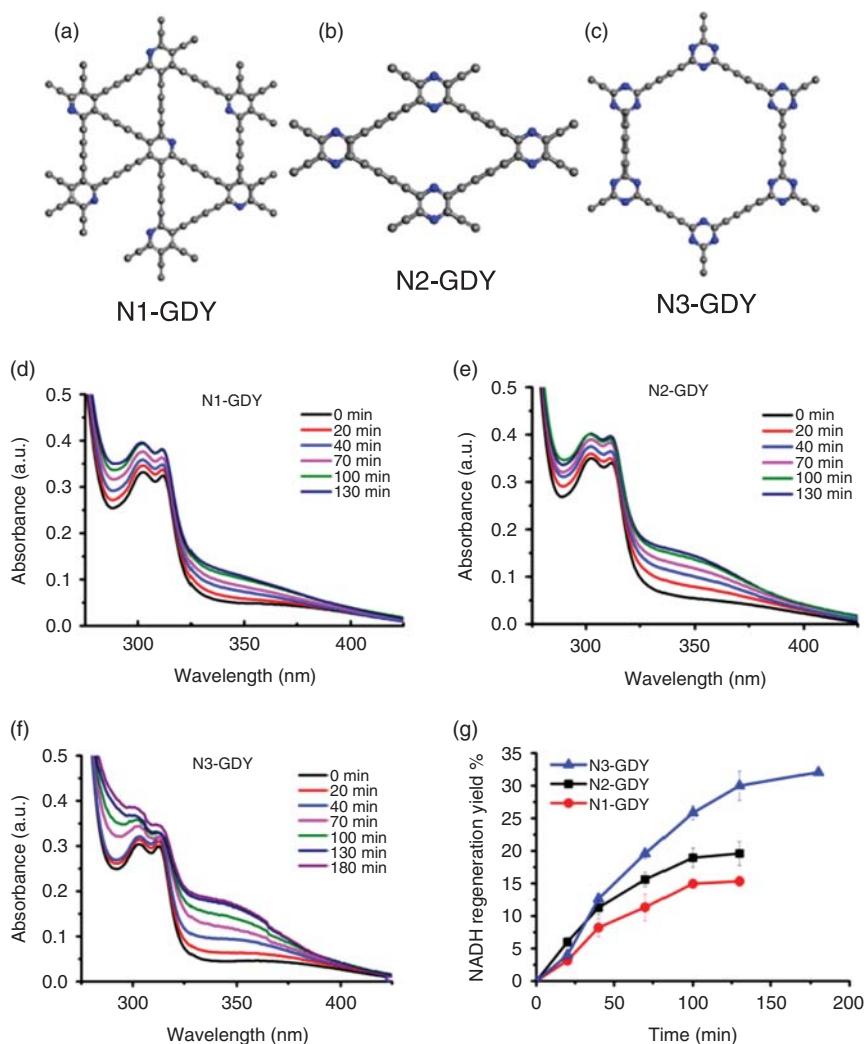 (a)
(b)
(c)
N1-GDY
N2-GDY
N3-GDY
(d)
N1-GDY
0 min
20 min
40 min
70 min
100 min
130 min
0.5
0.4
0.3
0.2
0.1
0.0
Absorbance (a.u.)
300
350
400
Wavelength (nm)
(e)
N2-GDY
0 min
20 min
40 min
70 min
100 min
130 min
0.5
0.4
0.3
0.2
0.1
0.0
Absorbance (a.u.)
300
350
400
Wavelength (nm)
(f)
N3-GDY
0 min
20 min
40 min
70 min
100 min
130 min
180 min
0.5
0.4
0.3
0.2
0.1
0.0
Absorbance (a.u.)
300
350
400
Wavelength (nm)
(g)
N3-GDY
N2-GDY
N1-GDY
35
30
25
20
15
10
5
0
NADH regeneration yield %
0
50
100
150
200
Time (min)